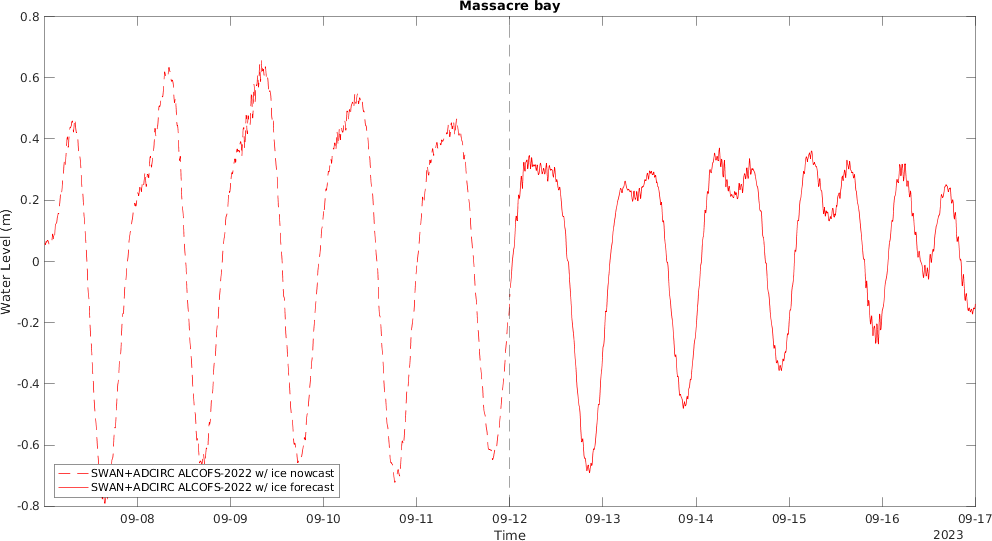 Massacre bay
Water Level (m)
0.8
0.6
0.4
0.2
0
-0.2
-0.4
-0.6
-0.8
SWAN+ADCIRC ALCOFS-2022 w/ ice nowcast
SWAN+ADCIRC ALCOFS-2022 w/ ice forecast
09-08 09-09 09-10 09-11 09-12 09-13 09-14 09-15 09-16 09-17
Time
2023